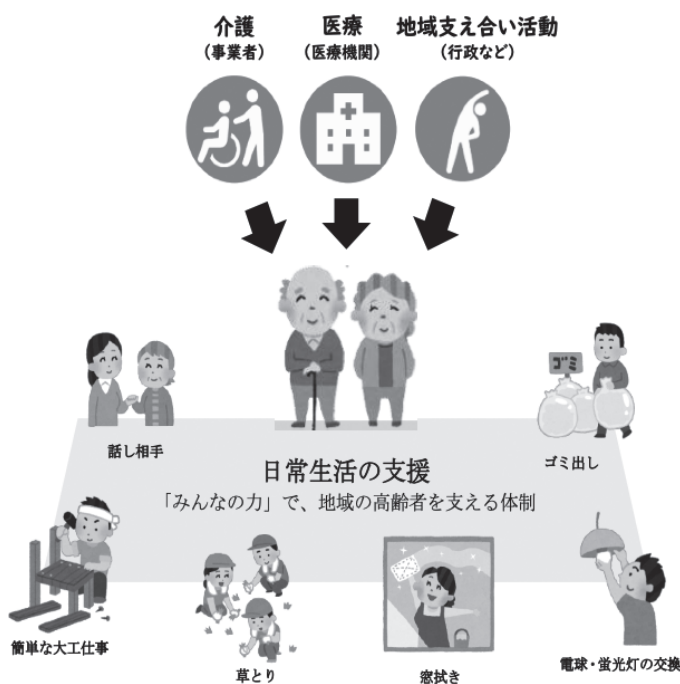 介護
（事業者）
医療
（医療機関）
地域支え合い活動
（行政など）
話し相手
ゴミ
ゴミ出し
日常生活の支援
「みんなの力」で、地域の高齢者を支える体制
簡単な大工仕事
草とり
窓拭き
電球・蛍光灯の交換